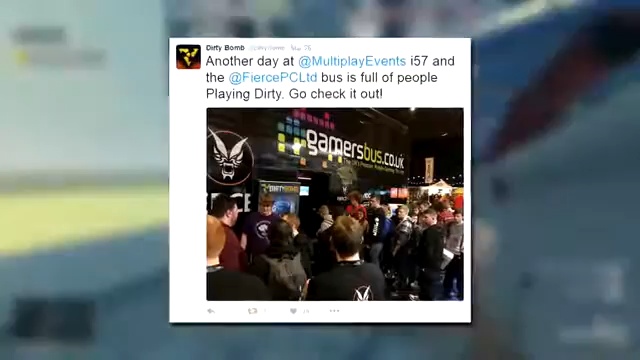 Dirty Bomb
Another day at @MultiplayEvents i57 and
the @FiercePCLtd bus is full of people
Playing Dirty. Go check it out!
gamersbus.co.uk
DIRTYBOMB